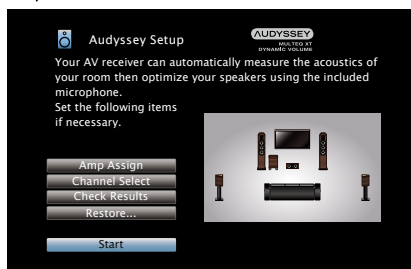 Audyssey Setup
AUDYSSEY
MULTEQ XT
DYNAMIC VOLUME
Your AV receiver can automatically measure the acoustics of
your room then optimize your speakers using the included
microphone.
Set the following items
if necessary.
Amp Assign
Channel Select
Check Results
Restore...
Start